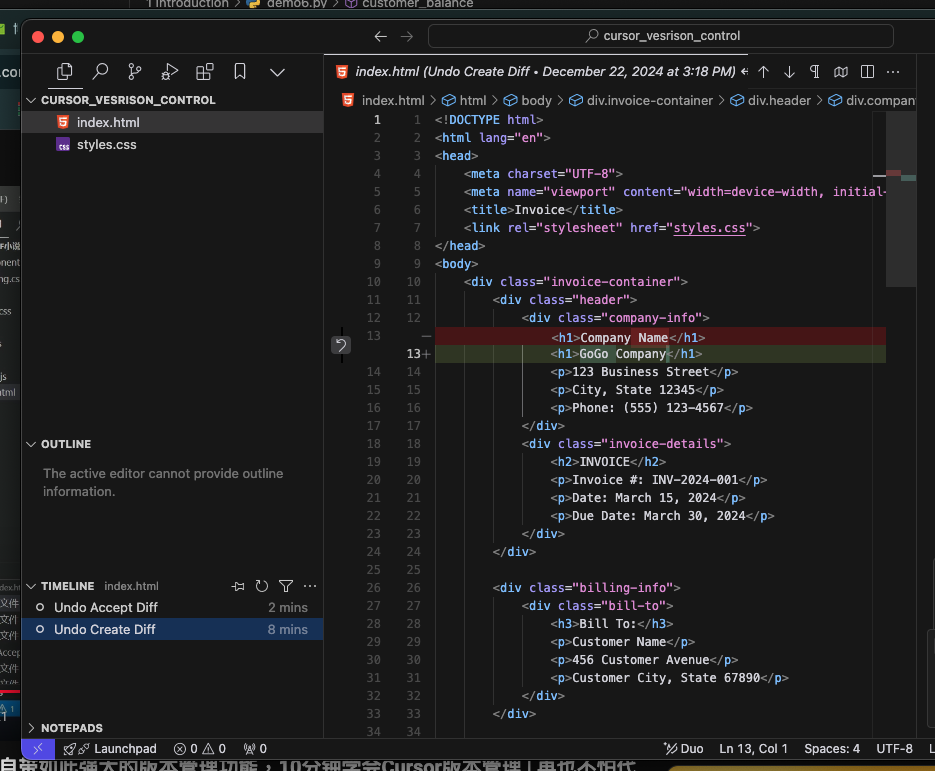 1 Introduction > demo6.py > customer_balance
cursor_vesrison_control
index.html (Undo Create Diff • December 22, 2024 at 3:18 PM)
CURSOR_VESRISON_CONTROL
index.html
styles.css
index.html > html > body > div.invoice-container > div.header > div.compan
1 1 <!DOCTYPE html>
2 2 <html lang="en">
3 3 <head>
4 4 <meta charset="UTF-8">
5 5 <meta name="viewport" content="width=device-width, initial-
6 6 <title>Invoice</title>
7 7 <link rel="stylesheet" href="styles.css">
8 8 </head>
9 9 <body>
10 10 <div class="invoice-container">
11 11 <div class="header">
12 12 <div class="company-info">
13 — <h1>Company Name</h1>
13+ <h1>GoGo Company</h1>
14 14 <p>123 Business Street</p>
15 15 <p>City, State 12345</p>
16 16 <p>Phone: (555) 123-4567</p>
17 17 </div>
18 18 <div class="invoice-details">
19 19 <h2>INVOICE</h2>
20 20 <p>Invoice #: INV-2024-001</p>
21 21 <p>Date: March 15, 2024</p>
22 22 <p>Due Date: March 30, 2024</p>
23 23 </div>
24 24 </div>
25 25
26 26 <div class="billing-info">
27 27 <div class="bill-to">
28 28 <h3>Bill To:</h3>
29 29 <p>Customer Name</p>
30 30 <p>456 Customer Avenue</p>
31 31 <p>Customer City, State 67890</p>
32 32 </div>
33 33 </div>
34 34
OUTLINE
The active editor cannot provide outline
information.
TIMELINE index.html
Undo Accept Diff 2 mins
Undo Create Diff 8 mins
NOTEPADS
Launchpad 0 0 0 Duo Ln 13, Col 1 Spaces: 4 UTF-8 L
自带如此强大的版本管理功能，10分钟学会Cursor版本管理 | 再也不怕代